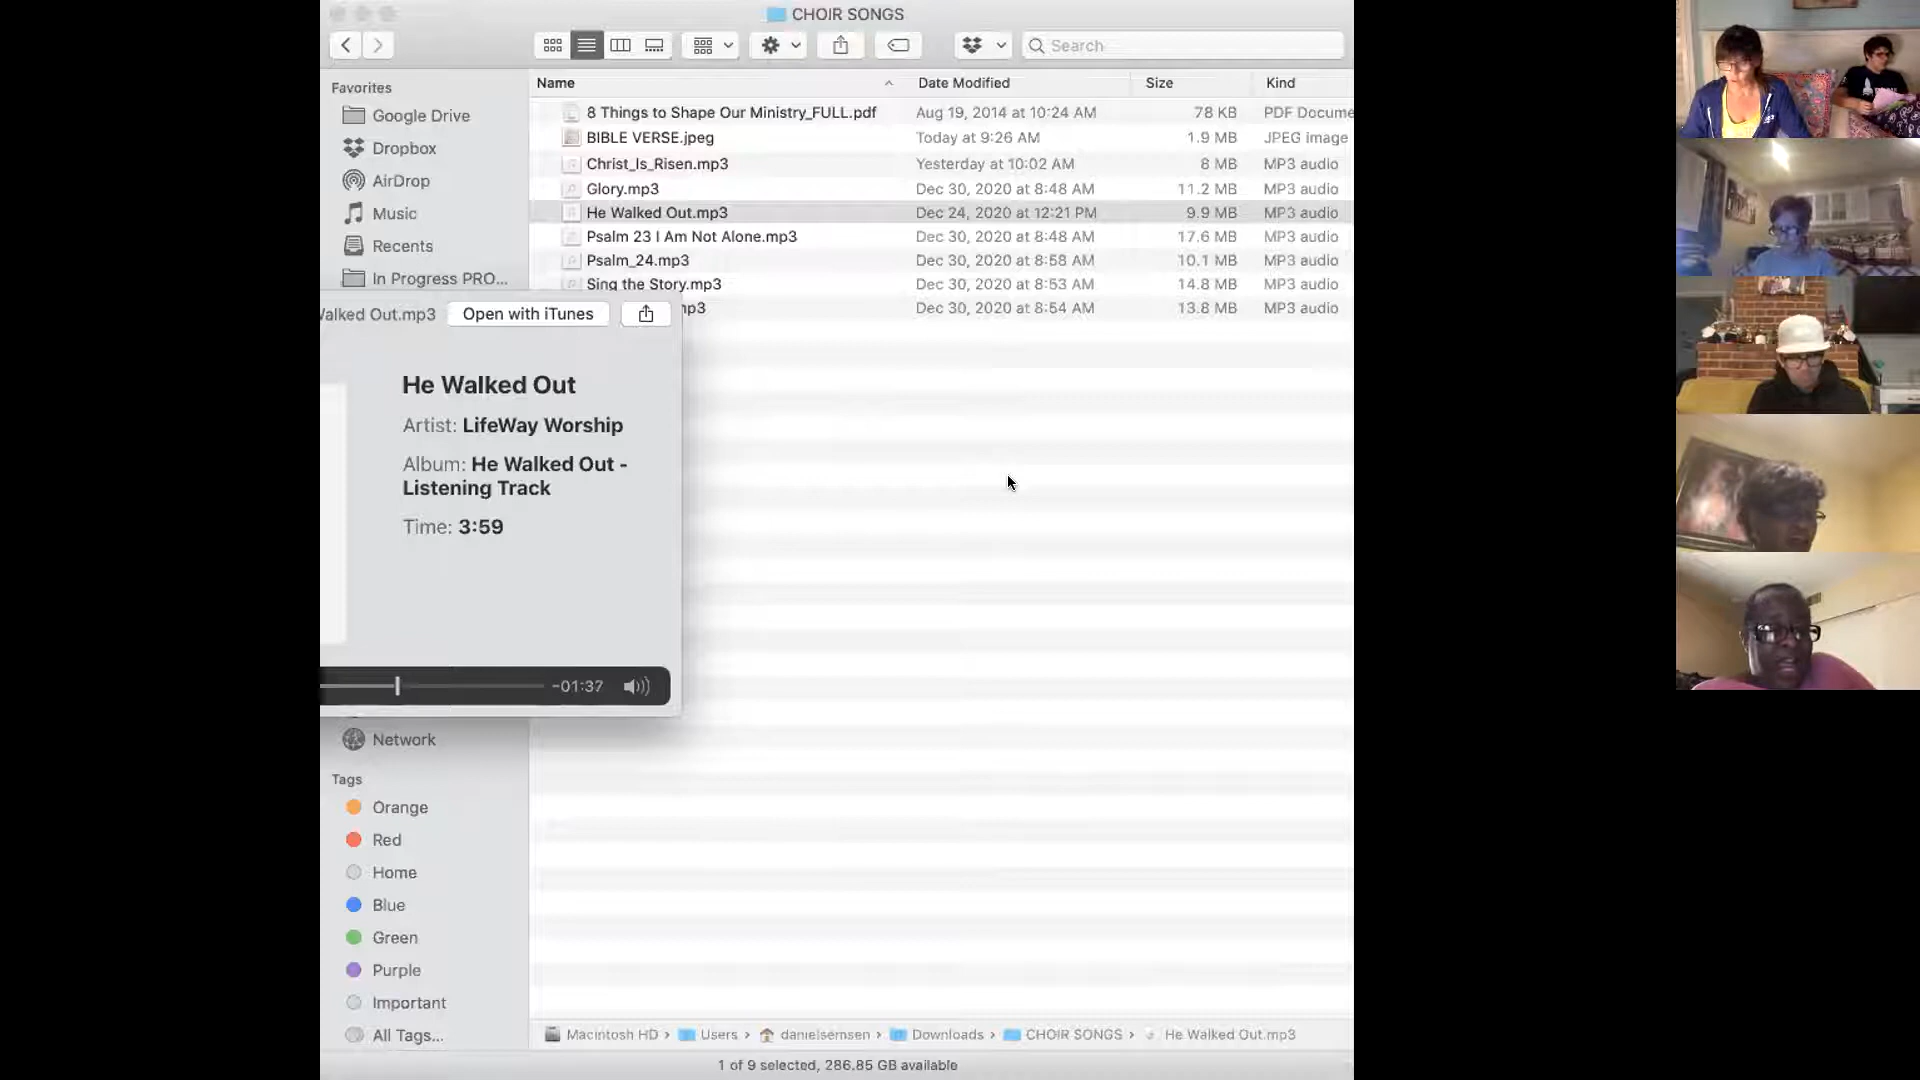 CHOIR SONGS
Search
Favorites
Google Drive
Dropbox
AirDrop
Music
Recents
In Progress PRO...
Name Date Modified Size Kind
8 Things to Shape Our Ministry_FULL.pdf Aug 19, 2014 at 10:24 AM 78 KB PDF Docume
BIBLE VERSE.jpeg Today at 9:26 AM 1.9 MB JPEG image
Christ_Is_Risen.mp3 Yesterday at 10:02 AM 8 MB MP3 audio
Glory.mp3 Dec 30, 2020 at 8:48 AM 11.2 MB MP3 audio
He Walked Out.mp3 Dec 24, 2020 at 12:21 PM 9.9 MB MP3 audio
Psalm 23 I Am Not Alone.mp3 Dec 30, 2020 at 8:48 AM 17.6 MB MP3 audio
Psalm_24.mp3 Dec 30, 2020 at 8:58 AM 10.1 MB MP3 audio
Sing the Story.mp3 Dec 30, 2020 at 8:53 AM 14.8 MB MP3 audio
mp3 Dec 30, 2020 at 8:54 AM 13.8 MB MP3 audio
alked Out.mp3 Open with iTunes
He Walked Out
Artist: LifeWay Worship
Album: He Walked Out -
Listening Track
Time: 3:59
-01:37
Network
Tags
Orange
Red
Home
Blue
Green
Purple
Important
All Tags...
Macintosh HD › Users › danielsemsen › Downloads › CHOIR SONGS › He Walked Out.mp3
1 of 9 selected, 286.85 GB available